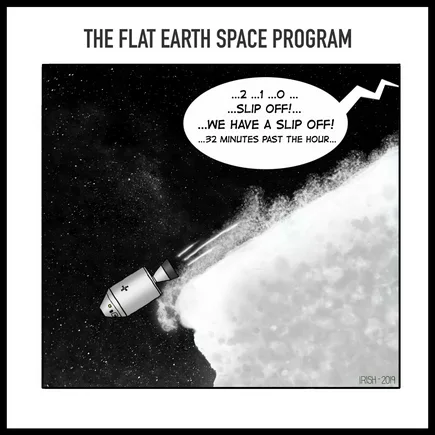 THE FLAT EARTH SPACE PROGRAM
...2 ...1 ...0 ...
...SLIP OFF!...
...WE HAVE A SLIP OFF!
...32 MINUTES PAST THE HOUR...
IRISH-2019